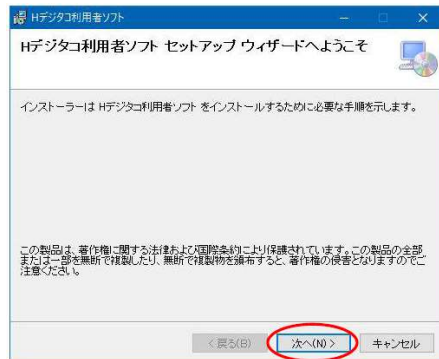 Hデジタコ利用者ソフト
Hデジタコ利用者ソフト セットアップ ウィザードへようこそ
インストーラーは Hデジタコ利用者ソフト をインストールするために必要な手順を示します。
この製品は、著作権に関する法律および国際条約により保護されています。この製品の全部
または一部を無断で複製したり、無断で複製物を頒布すると、著作権の侵害となりますのでご
注意ください。
< 戻る(B)
次へ(N) >
キャンセル